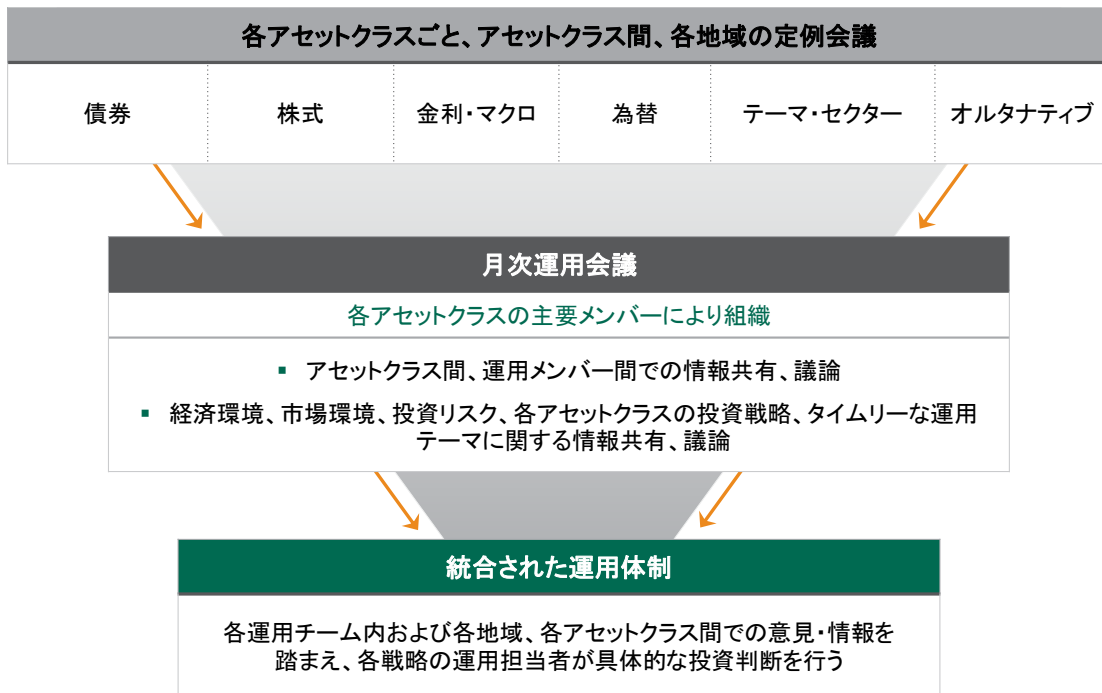 各アセットクラスごと、アセットクラス間、各地域の定例会議
債券 株式 金利・マクロ 為替 テーマ・セクター オルタナティブ
月次運用会議
各アセットクラスの主要メンバーにより組織
▪ アセットクラス間、運用メンバー間での情報共有、議論
▪ 経済環境、市場環境、投資リスク、各アセットクラスの投資戦略、タイムリーな運用
テーマに関する情報共有、議論
統合された運用体制
各運用チーム内および各地域、各アセットクラス間での意見・情報を
踏まえ、各戦略の運用担当者が具体的な投資判断を行う